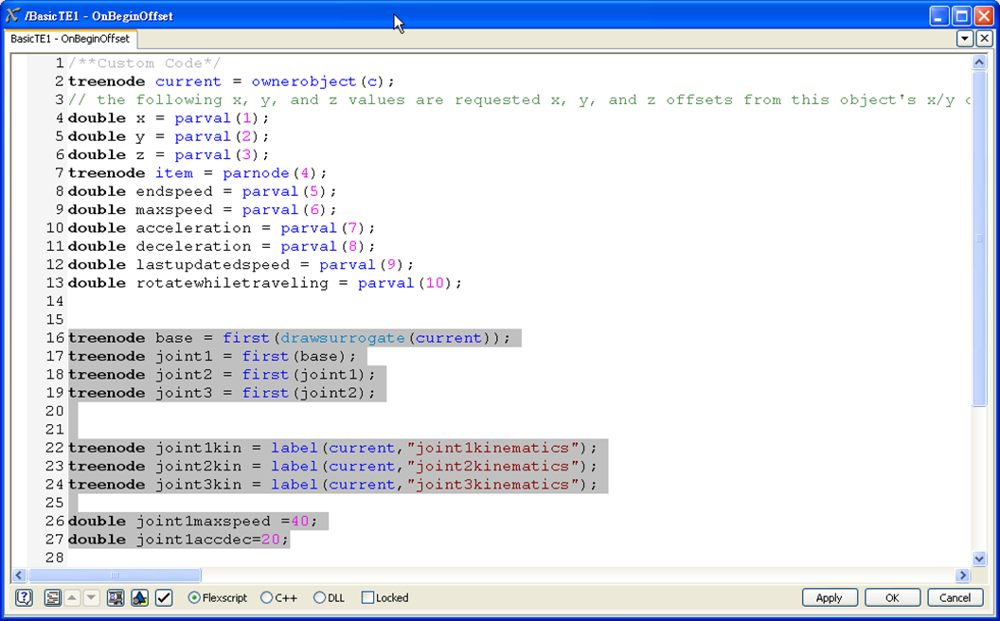 /BasicTE1 - OnBeginOffset
BasicTE1 - OnBeginOffset
1 /**Custom Code*/
2 treenode current = ownerobject(c);
3 // the following x, y, and z values are requested x, y, and z offsets from this object's x/y
4 double x = parval(1);
5 double y = parval(2);
6 double z = parval(3);
7 treenode item = parnode(4);
8 double endspeed = parval(5);
9 double maxspeed = parval(6);
10 double acceleration = parval(7);
11 double deceleration = parval(8);
12 double lastupdatedspeed = parval(9);
13 double rotatewhiletraveling = parval(10);
14
15
16 treenode base = first(drawsurrogate(current));
17 treenode joint1 = first(base);
18 treenode joint2 = first(joint1);
19 treenode joint3 = first(joint2);
20
21
22 treenode joint1kin = label(current,"joint1kinematics");
23 treenode joint2kin = label(current,"joint2kinematics");
24 treenode joint3kin = label(current,"joint3kinematics");
25
26 double joint1maxspeed =40;
27 double joint1accdec=20;
28
Flexscript C++ DLL Locked Apply OK Cancel